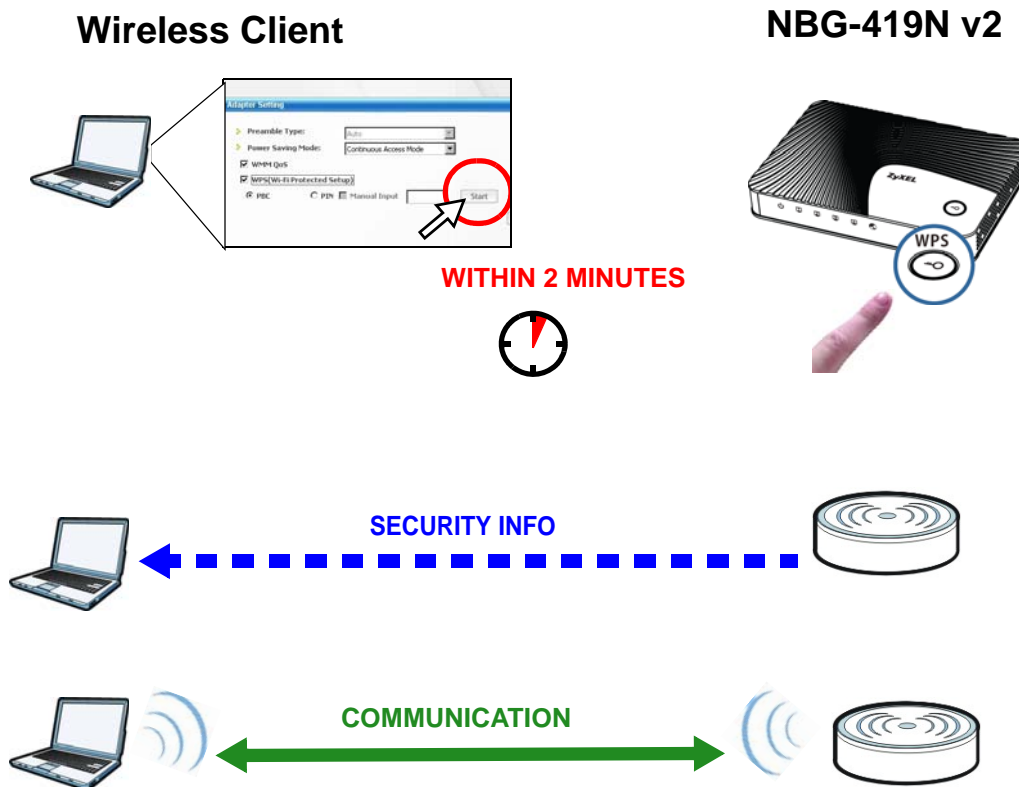 Wireless Client
NBG-419N v2
Adapter Setting
Preamble Type: Auto
Power Saving Mode: Continuous Access Mode
WMM QoS
WPS(Wi-Fi Protected Setup)
PBC PIN Manual Input Start
ZyXEL
WPS
WITHIN 2 MINUTES
SECURITY INFO
COMMUNICATION